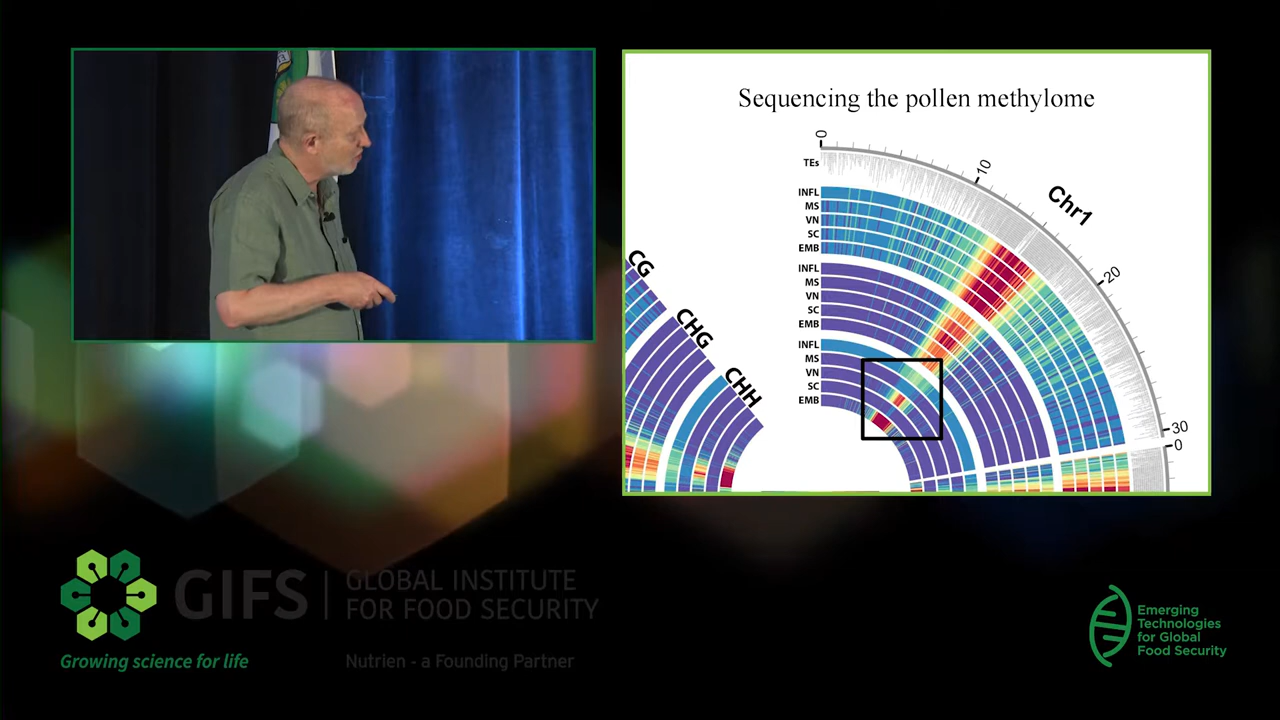 Sequencing the pollen methylome
0
TEs
10
Chr1
INFL
MS
VN
SC
EMB
20
CG
INFL
MS
VN
SC
EMB
CHG
INFL
MS
VN
SC
EMB
CHH
30
0
GIFS
GLOBAL INSTITUTE
FOR FOOD SECURITY
Growing science for life
Nutrien - a Founding Partner
Emerging
Technologies
for Global
Food Security